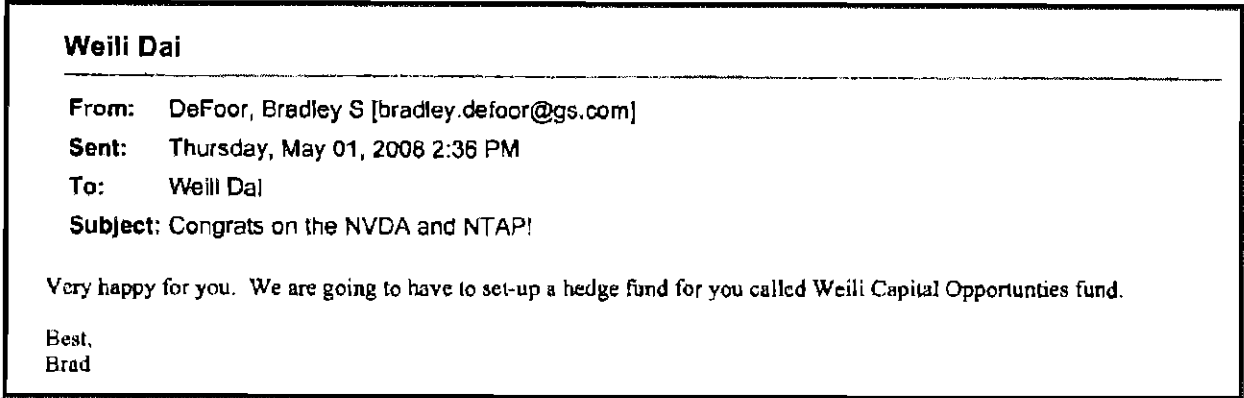 Weili Dai
From: DeFoor, Bradley S [bradley.defoor@gs.com]
Sent: Thursday, May 01, 2008 2:36 PM
To: Weili Dai
Subject: Congrats on the NVDA and NTAP!
Very happy for you. We are going to have to set-up a hedge fund for you called Weili Capital Opportunties fund.
Best,
Brad